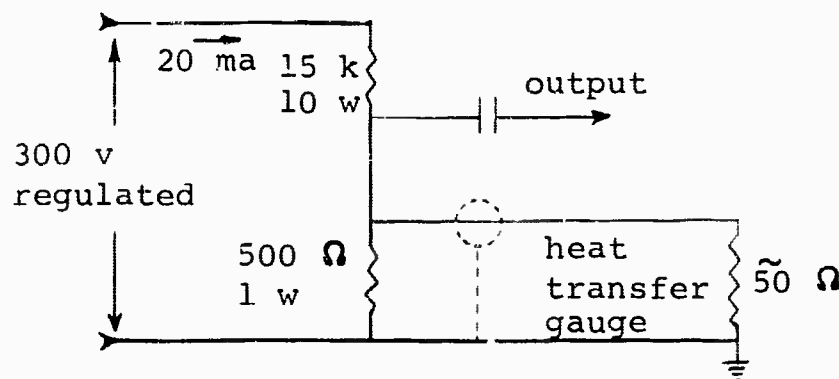 20 ma
15 k
10 w
output
300 v
regulated
500 Ω
1 w
heat
transfer
gauge
~50 Ω